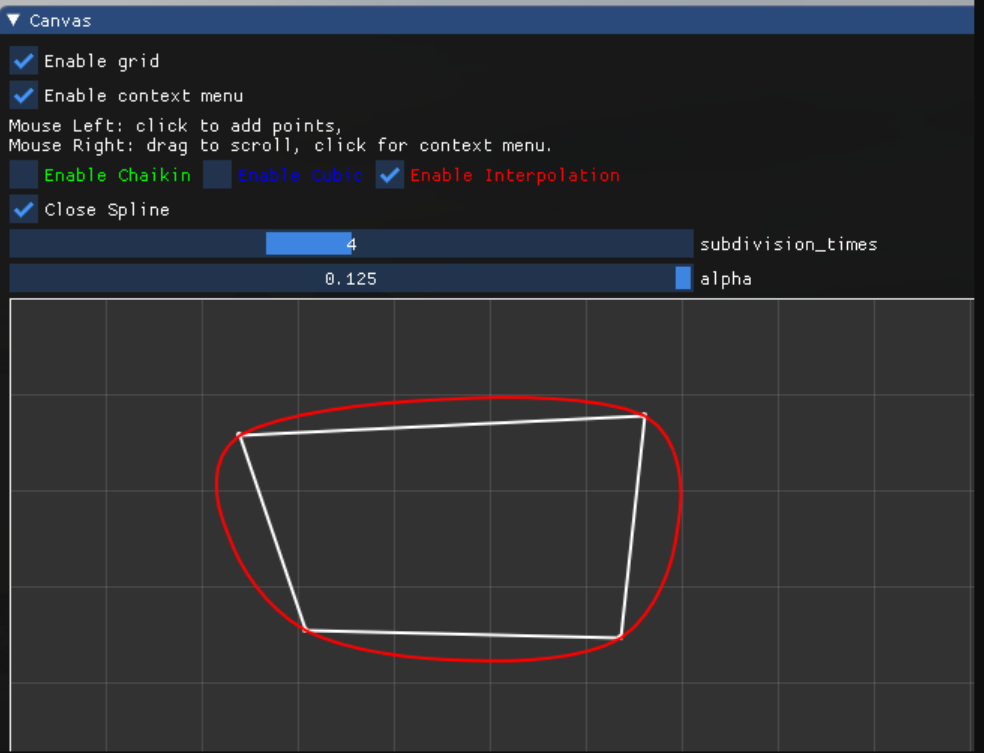 Canvas
Enable grid
Enable context menu
Mouse Left: click to add points,
Mouse Right: drag to scroll, click for context menu.
Enable Chaikin Enable Cubic Enable Interpolation
Close Spline
4 subdivision_times
0.125 alpha